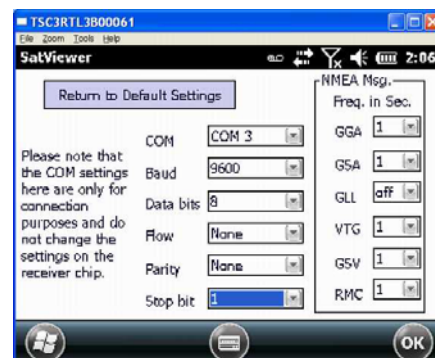 TSC3RTL3B00061
File Zoom Tools Help
SatViewer 2:06
Return to Default Settings
Please note that
the COM settings
here are only for
connection
purposes and do
not change the
settings on the
receiver chip.
COM COM 3
Baud 9600
Data bits 8
Flow None
Parity None
Stop bit 1
NMEA Msg.
Freq. in Sec.
GGA 1
GSA 1
GLL off
VTG 1
GSV 1
RMC 1
OK